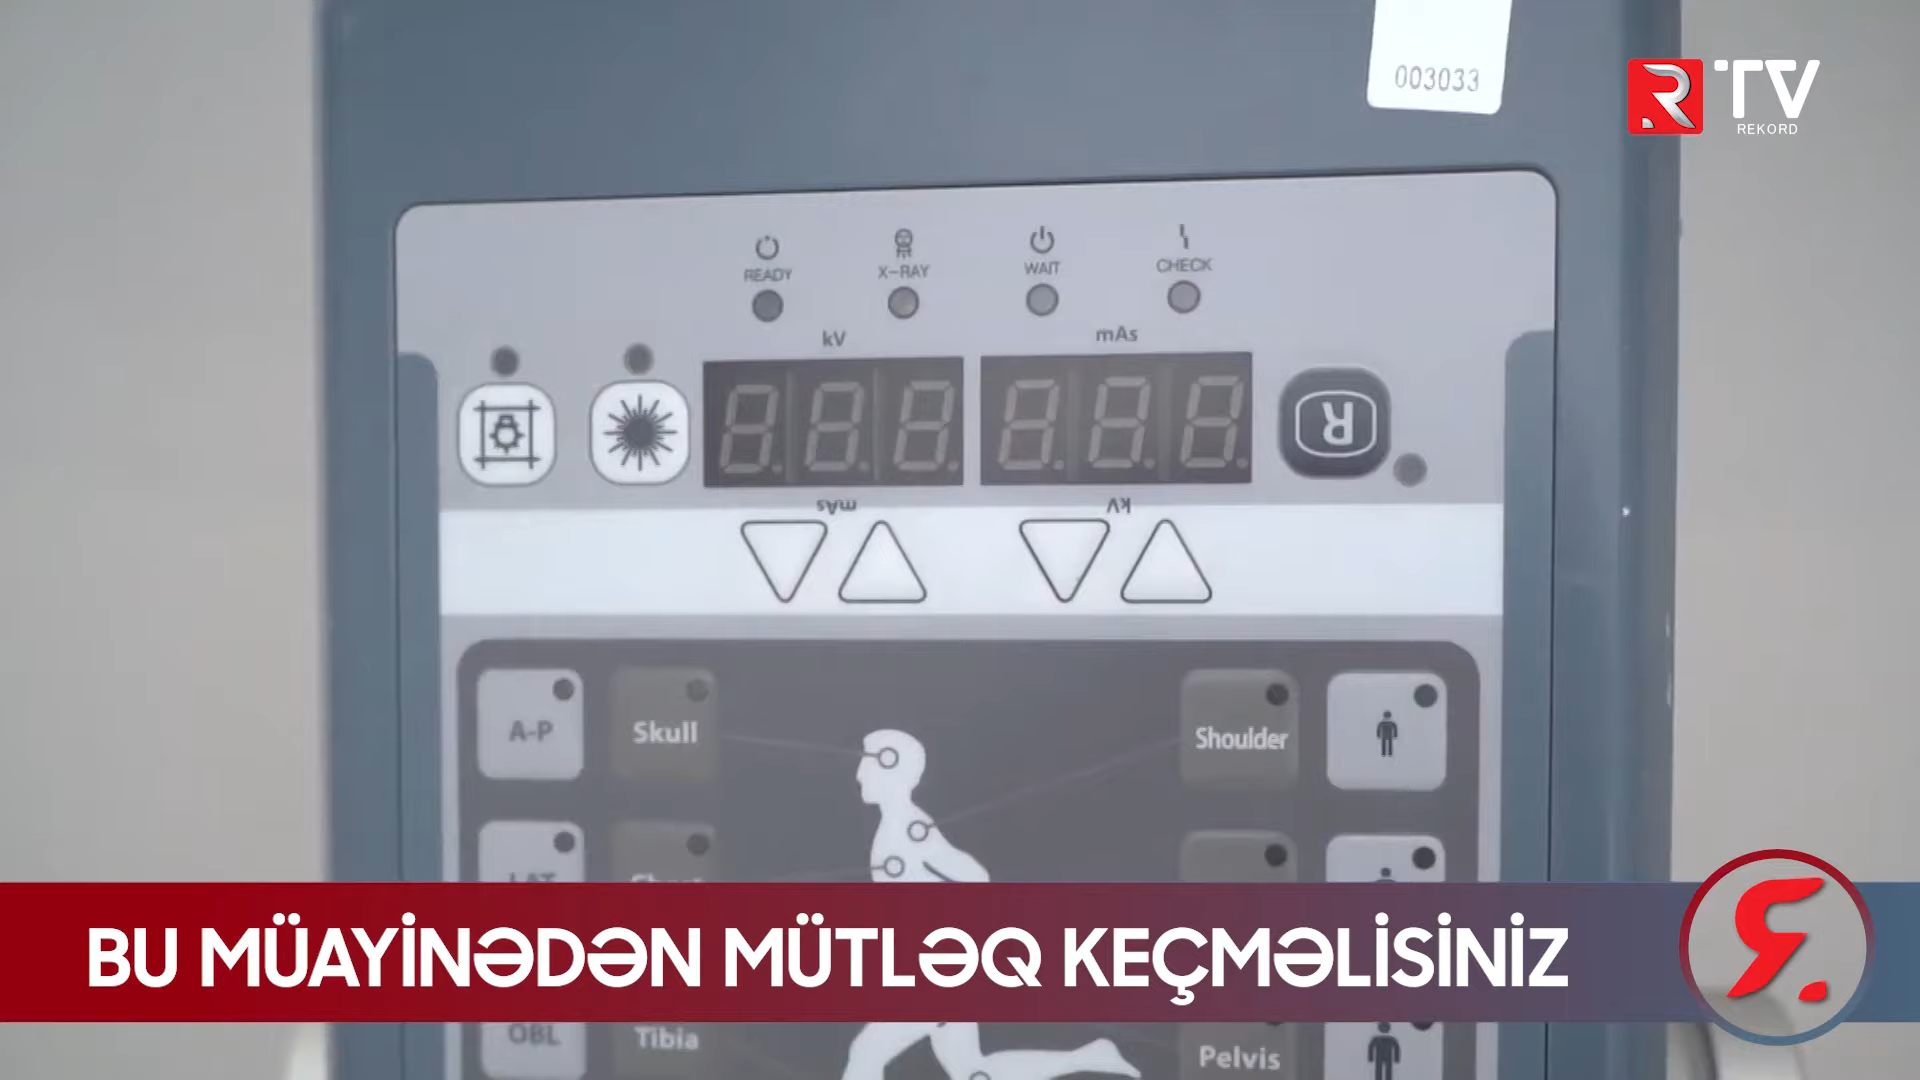 003033
TV
REKORD
READY
X-RAY
WAIT
CHECK
kV
mAs
R
mAs
kV
A-P
Skull
Shoulder
BU MÜAYİNƏDƏN MÜTLƏQ KEÇMƏLİSİNİZ
OBL
Tibia
Pelvis